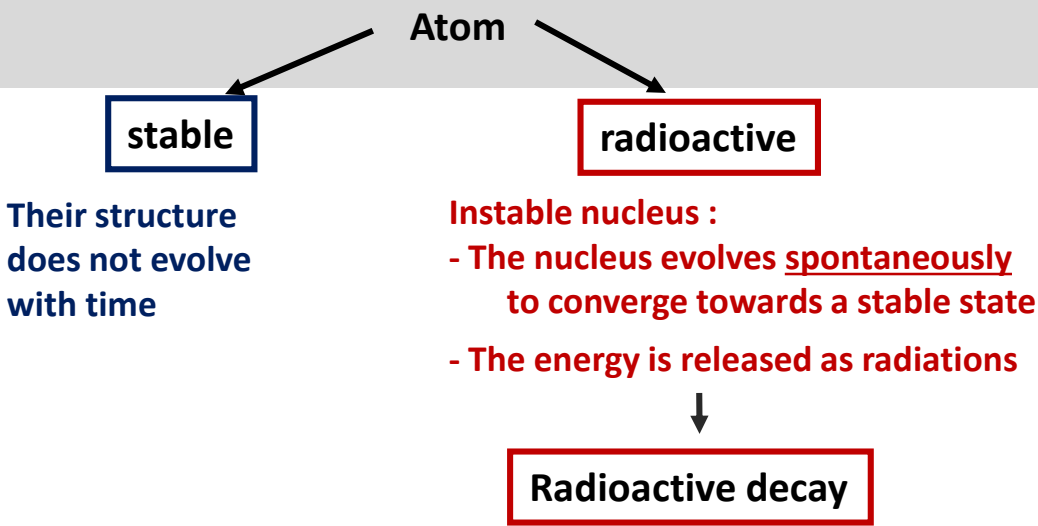 Atom
stable
radioactive
Their structure
does not evolve
with time
Instable nucleus :
- The nucleus evolves spontaneously
to converge towards a stable state
- The energy is released as radiations
Radioactive decay